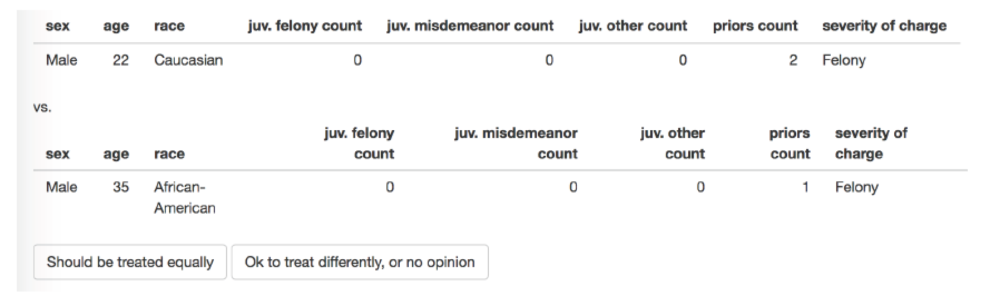 sex age race juv. felony count juv. misdemeanor count juv. other count priors count severity of charge
Male 22 Caucasian 0 0 0 2 Felony
vs.
juv. felony juv. misdemeanor juv. other priors severity of
sex age race count count count count charge
Male 35 African- 0 0 0 1 Felony
American
Should be treated equally Ok to treat differently, or no opinion